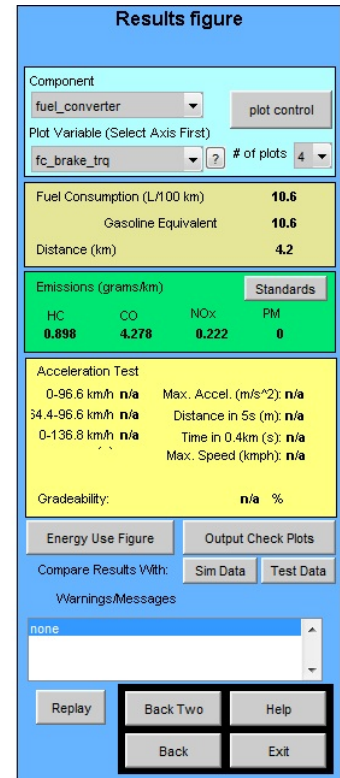 Results figure
Component
fuel_converter
plot control
Plot Variable (Select Axis First)
fc_brake_trq
?
# of plots 4
Fuel Consumption (L/100 km) 10.6
Gasoline Equivalent 10.6
Distance (km) 4.2
Emissions (grams/km) Standards
HC CO NOx PM
0.898 4.278 0.222 0
Acceleration Test
0-96.6 km/h n/a Max. Accel. (m/s^2): n/a
64.4-96.6 km/h n/a Distance in 5s (m): n/a
0-136.8 km/h n/a Time in 0.4km (s): n/a
Max. Speed (kmph): n/a
Gradeability: n/a %
Energy Use Figure Output Check Plots
Compare Results With: Sim Data Test Data
Warnings/Messages
none
Replay Back Two Help
Back Exit